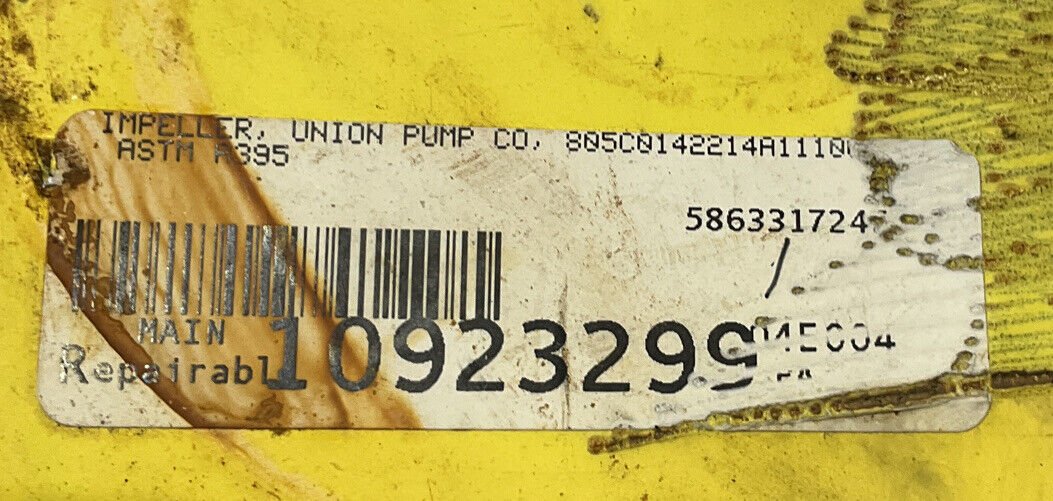 IMPELLER, UNION PUMP CO, 805C0142214A1110
ASTM A395
586331724
MAIN
Repairabl
10923299